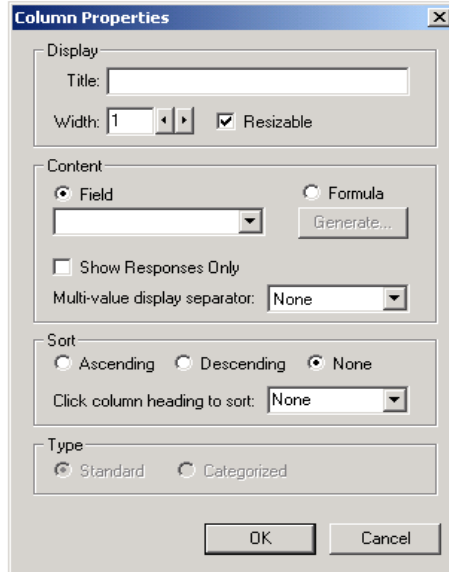 Column Properties
Display
Title:
Width: 1 Resizable
Content
Field Formula
Generate...
Show Responses Only
Multi-value display separator: None
Sort
Ascending Descending None
Click column heading to sort: None
Type
Standard Categorized
OK Cancel